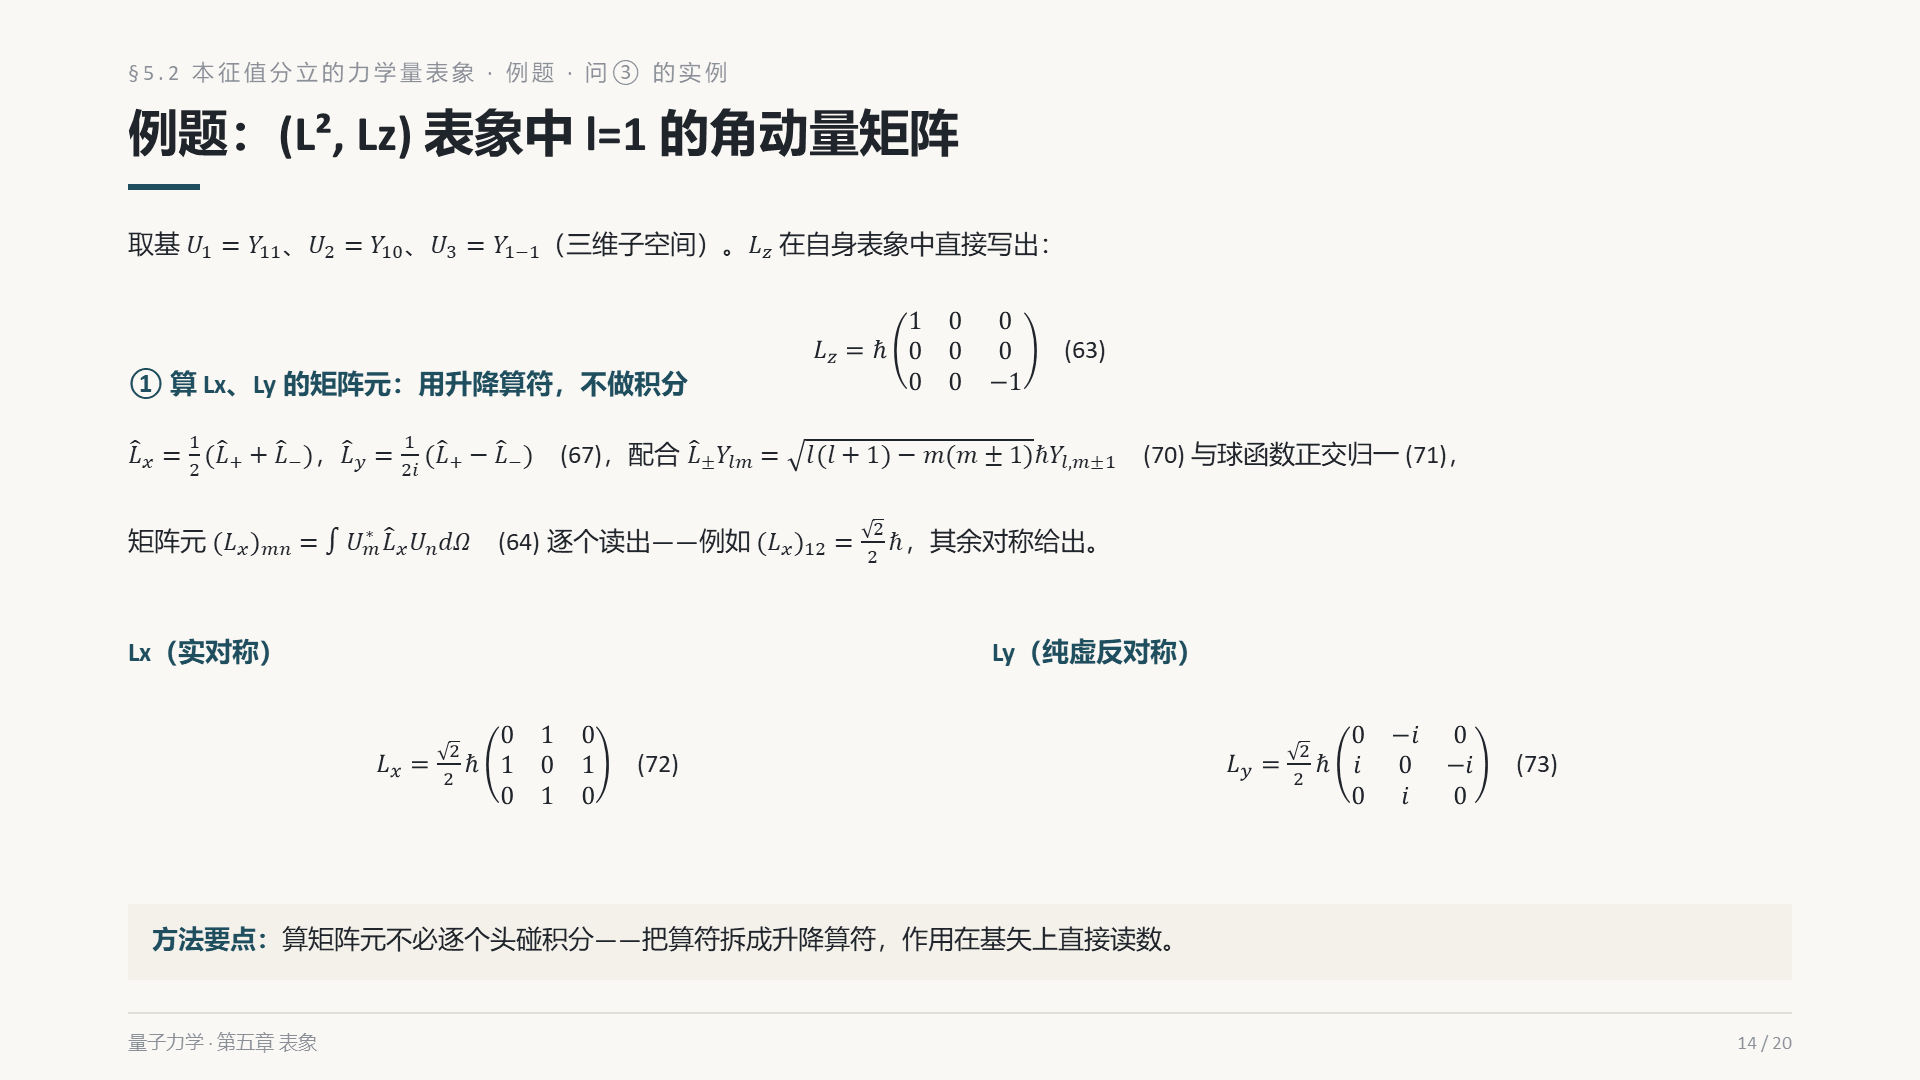 §5.2 本征值分立的力学量表象 · 例题 · 问③ 的实例
例题：(L², Lz) 表象中 l=1 的角动量矩阵
取基 U₁ = Y₁₁、U₂ = Y₁₀、U₃ = Y₁₋₁（三维子空间）。L_z 在自身表象中直接写出：
L_z = ħ (1 0 0; 0 0 0; 0 0 −1) (63)
① 算 Lx、Ly 的矩阵元：用升降算符，不做积分
L̂_x = 1/2 (L̂₊ + L̂₋)，L̂_y = 1/2i (L̂₊ − L̂₋) (67)，配合 L̂_± Y_{lm} = √(l(l + 1) − m(m ± 1)) ħY_{l,m±1} (70) 与球函数正交归一 (71)，
矩阵元 (L_x)_{mn} = ∫ U*_m L̂_x U_n dΩ (64) 逐个读出——例如 (L_x)₁₂ = √2/2 ħ，其余对称给出。
Lx（实对称）
L_x = √2/2 ħ (0 1 0; 1 0 1; 0 1 0) (72)
Ly（纯虚反对称）
L_y = √2/2 ħ (0 −i 0; i 0 −i; 0 i 0) (73)
方法要点：算矩阵元不必逐个头碰积分——把算符拆成升降算符，作用在基矢上直接读数。
量子力学 · 第五章 表象
14 / 20